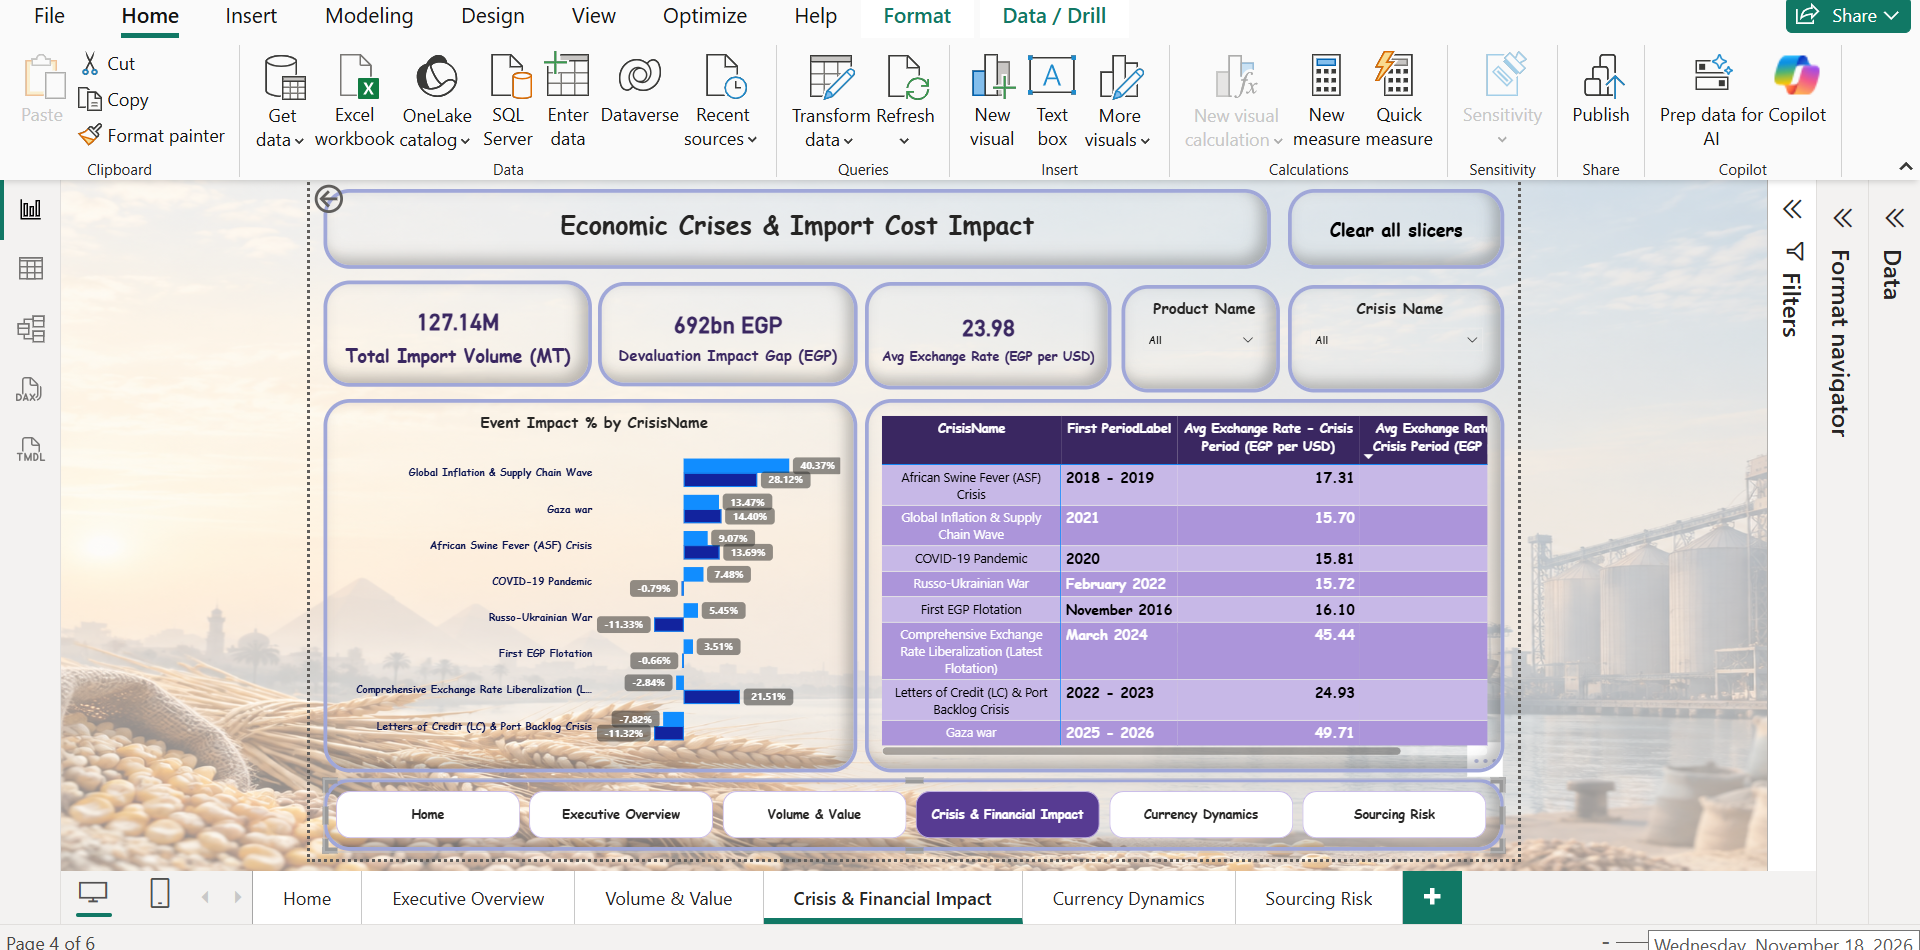 File
Home
Insert
Modeling
Design
View
Optimize
Help
Format
Data / Drill
Share
Paste
Cut
Copy
Format painter
Clipboard
Get data
Excel workbook
OneLake catalog
SQL Server
Enter data
Dataverse
Recent sources
Data
Transform data
Refresh
Queries
New visual
Text box
More visuals
Insert
New visual calculation
New measure
Quick measure
Calculations
Sensitivity
Sensitivity
Publish
Share
Prep data for AI
Copilot
Copilot
DAX
TMDL
Economic Crises & Import Cost Impact
Clear all slicers
127.14M
Total Import Volume (MT)
692bn EGP
Devaluation Impact Gap (EGP)
23.98
Avg Exchange Rate (EGP per USD)
Product Name
All
Crisis Name
All
Event Impact % by CrisisName
Global Inflation & Supply Chain Wave
40.37%
28.12%
Gaza war
13.47%
14.40%
African Swine Fever (ASF) Crisis
9.07%
13.69%
COVID-19 Pandemic
7.48%
-0.79%
Russo-Ukrainian War
5.45%
-11.33%
First EGP Flotation
3.51%
-0.66%
Comprehensive Exchange Rate Liberalization (L...
-2.84%
21.51%
Letters of Credit (LC) & Port Backlog Crisis
-7.82%
-11.32%
CrisisName
First PeriodLabel
Avg Exchange Rate - Crisis
Period (EGP per USD)
Avg Exchange Rat
Crisis Period (EGP
African Swine Fever (ASF)
Crisis
2018 - 2019
17.31
Global Inflation & Supply
Chain Wave
2021
15.70
COVID-19 Pandemic
2020
15.81
Russo-Ukrainian War
February 2022
15.72
First EGP Flotation
November 2016
16.10
Comprehensive Exchange
Rate Liberalization (Latest
Flotation)
March 2024
45.44
Letters of Credit (LC) & Port
Backlog Crisis
2022 - 2023
24.93
Gaza war
2025 - 2026
49.71
Home
Executive Overview
Volume & Value
Crisis & Financial Impact
Currency Dynamics
Sourcing Risk
Filters
Format navigator
Data
Home
Executive Overview
Volume & Value
Crisis & Financial Impact
Currency Dynamics
Sourcing Risk
Page 4 of 6
Wednesday, November 18, 2026